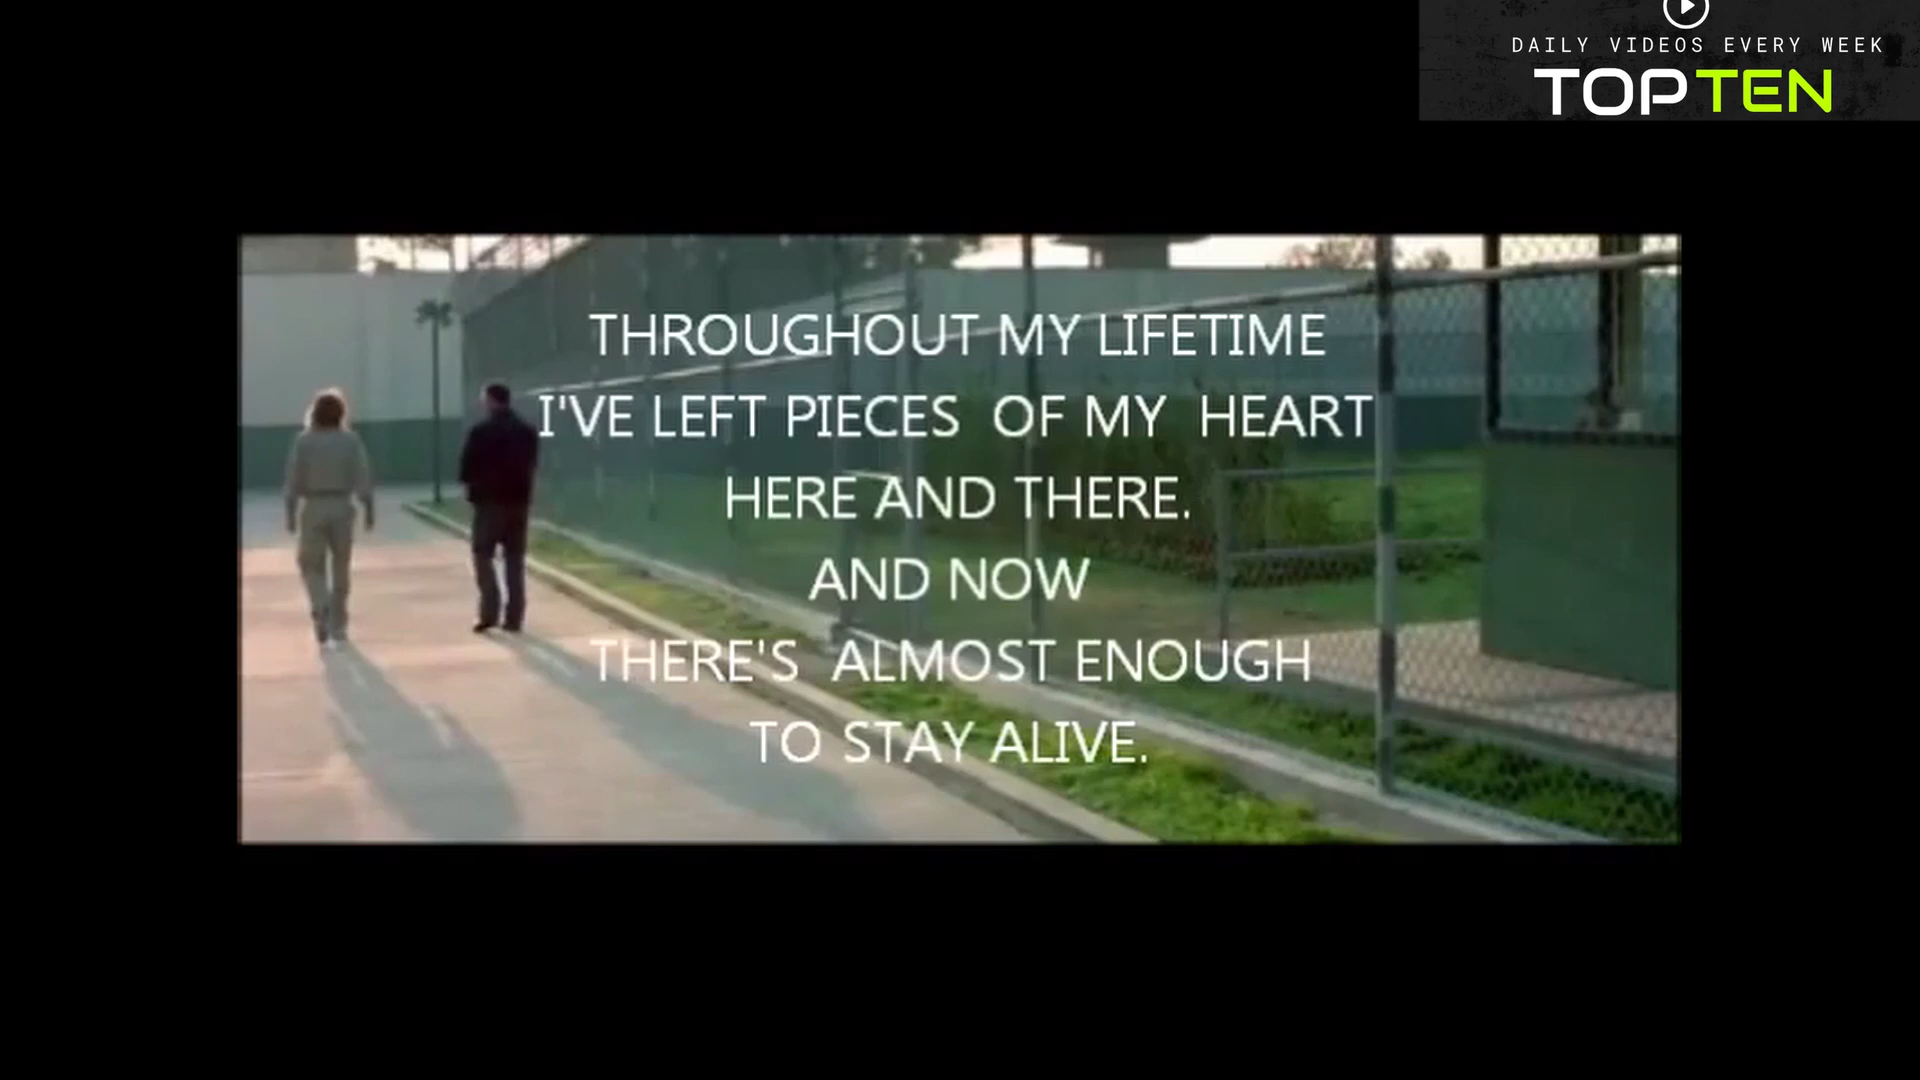 DAILY VIDEOS EVERY WEEK
TOPTEN
THROUGHOUT MY LIFETIME
I'VE LEFT PIECES OF MY HEART
HERE AND THERE.
AND NOW
THERE'S ALMOST ENOUGH
TO STAY ALIVE.